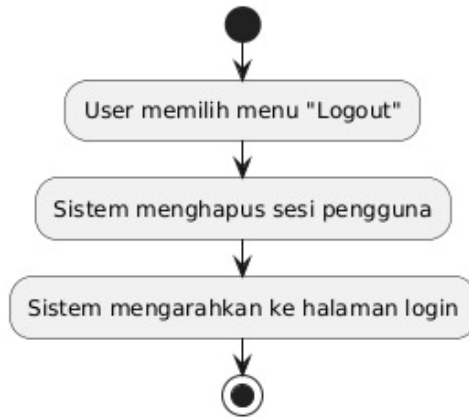 User memilih menu "Logout"
Sistem menghapus sesi pengguna
Sistem mengarahkan ke halaman login